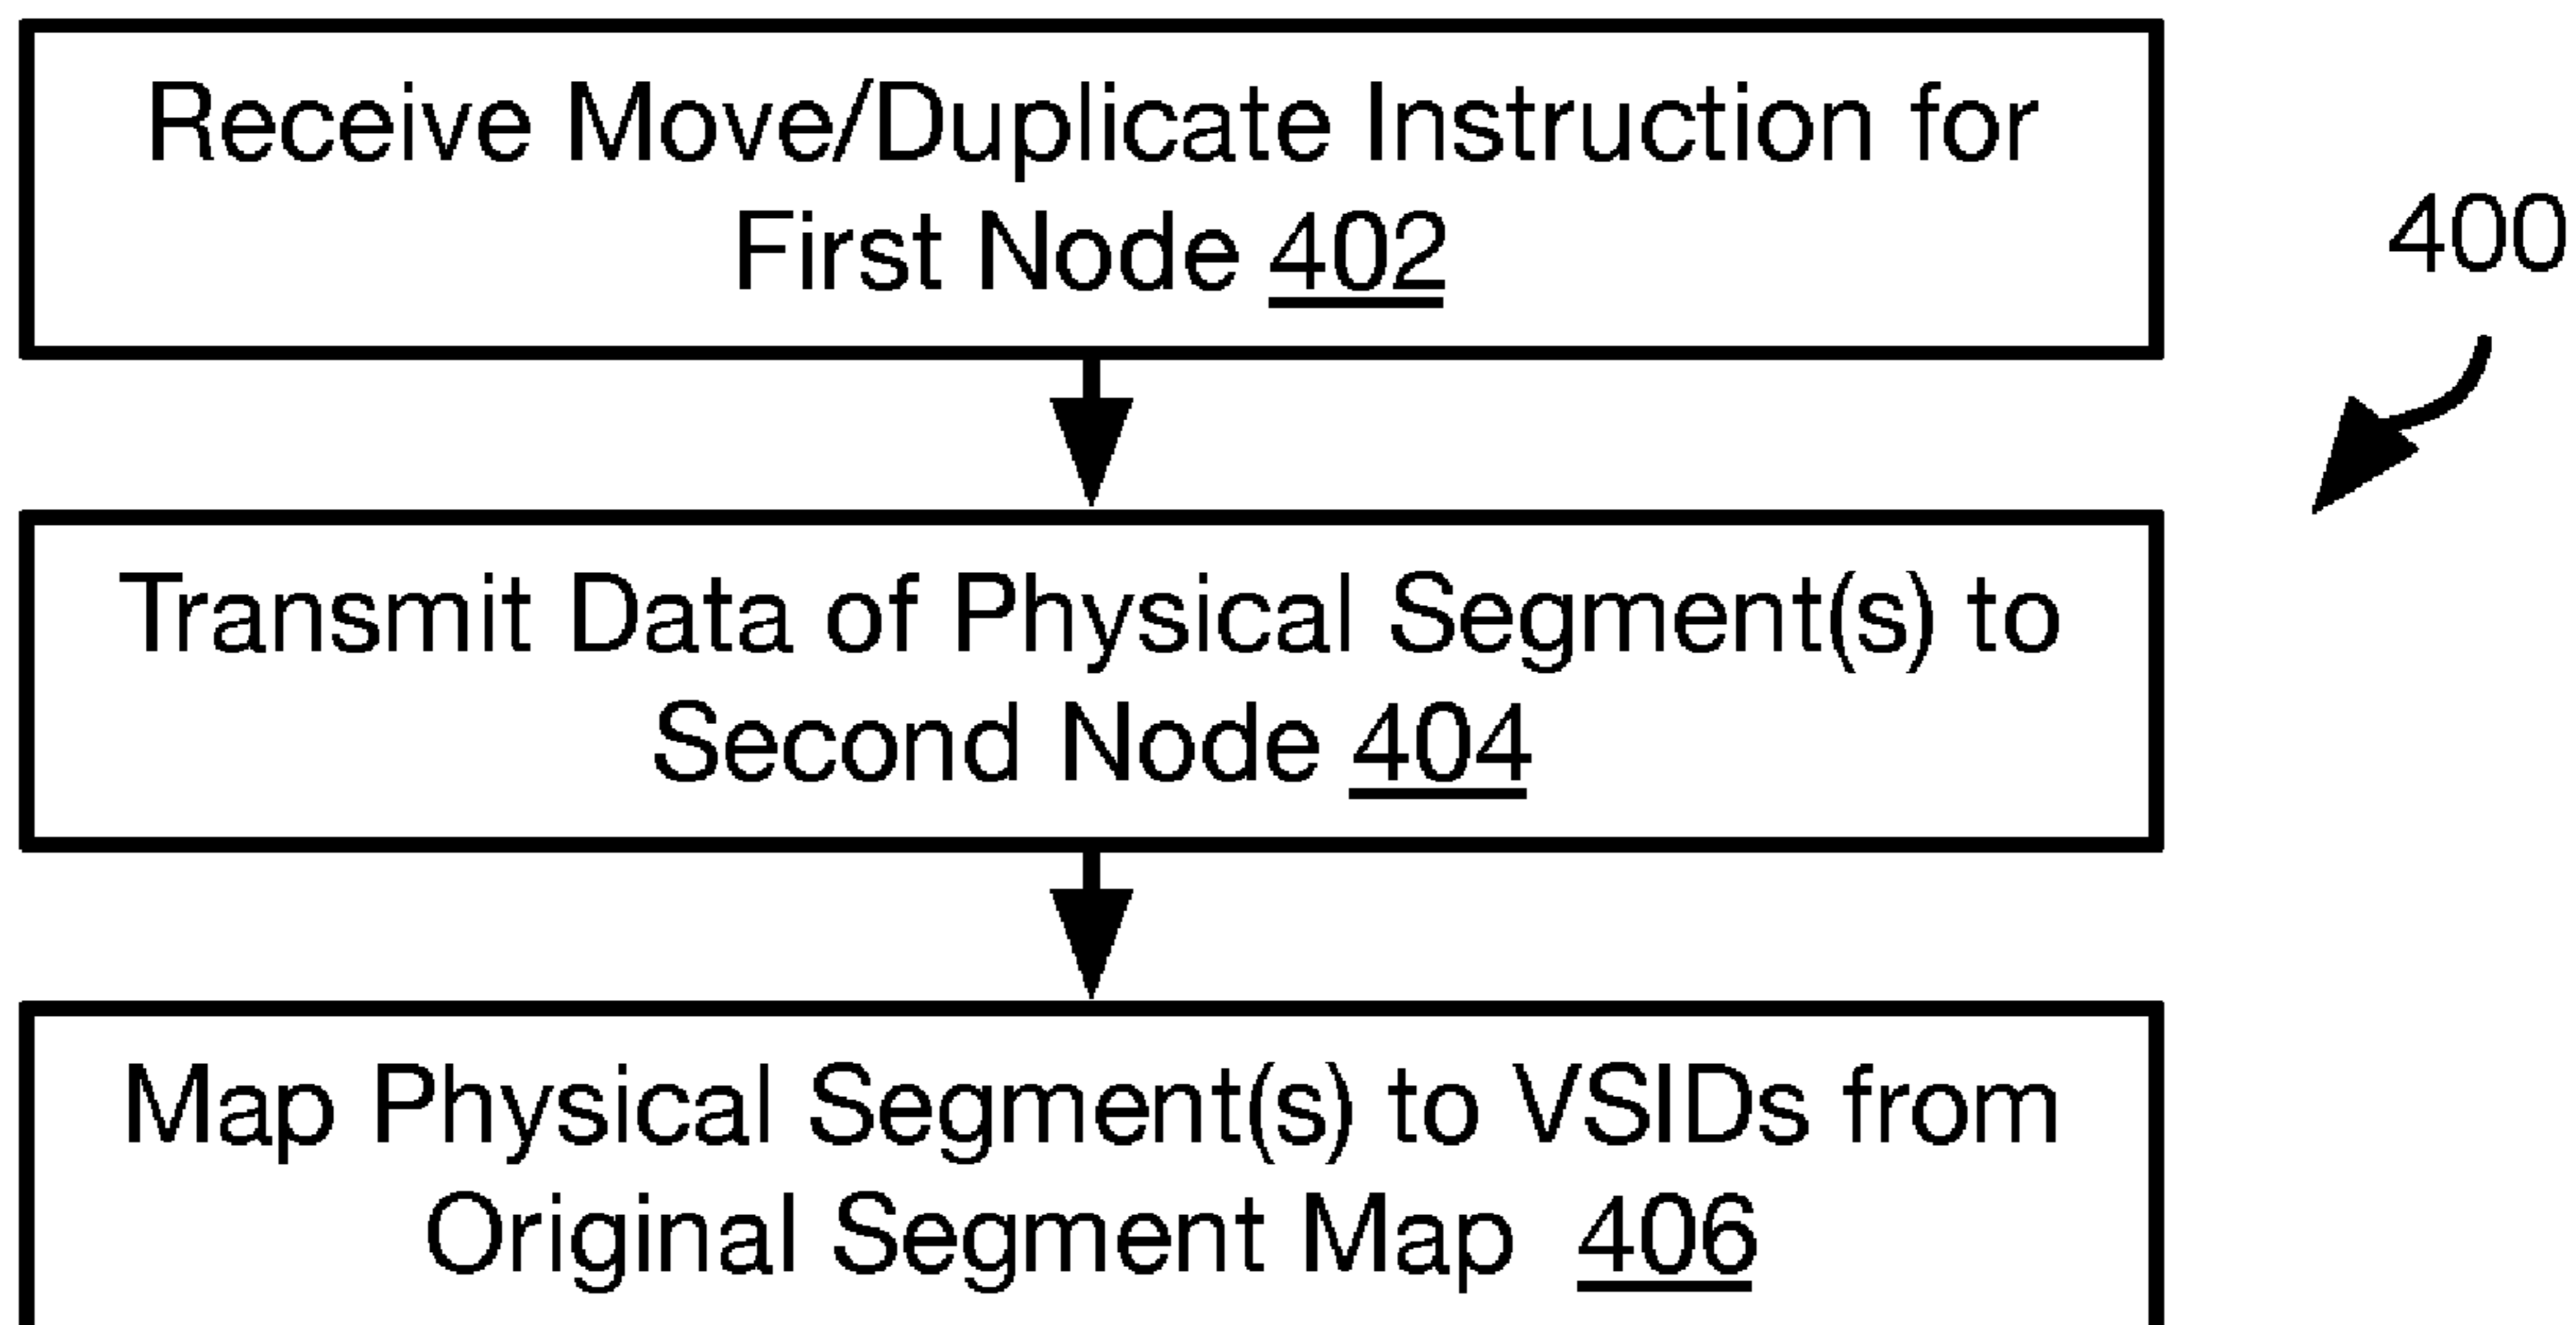 Receive Move/Duplicate Instruction for
First Node 402
400
Transmit Data of Physical Segment(s) to
Second Node 404
Map Physical Segment(s) to VSIDs from
Original Segment Map 406